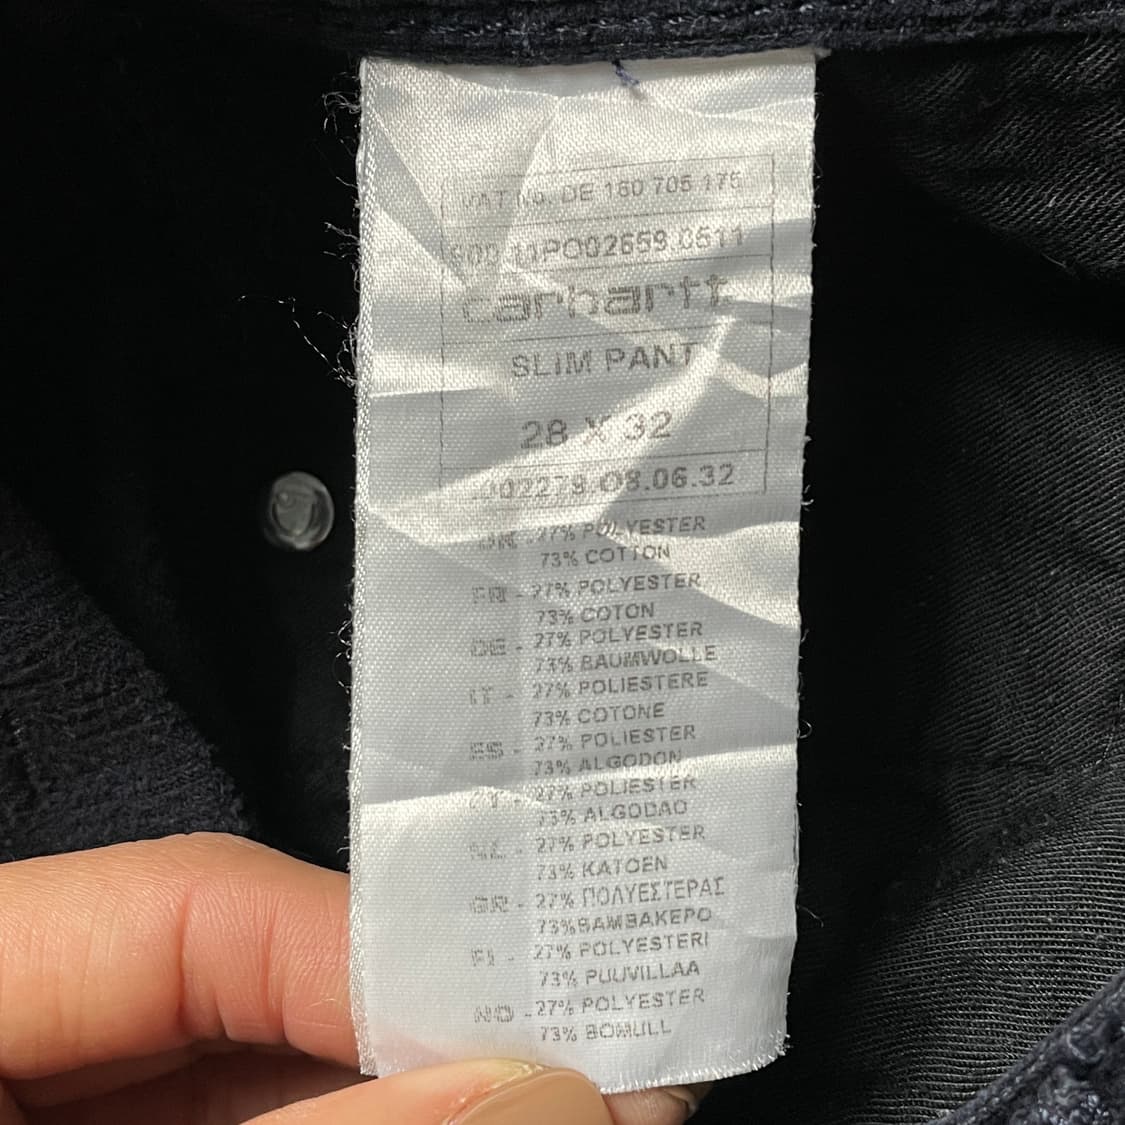 VAT No. DE 160 705 176
PO02659 0511
carhartt
SLIM PANT
28 X 32
I02279.08.06.32
27% POLYESTER
73% COTTON
FR - 27% POLYESTER
73% COTON
DE - 27% POLYESTER
73% BAUMWOLLE
IT - 27% POLIESTERE
73% COTONE
ES - 27% POLIESTER
73% ALGODON
27% POLIESTER
73% ALGODAO
NL - 27% POLYESTER
73% KATOEN
GR - 27% ΠΟΛΥΕΣΤΕΡΑΣ
73%ΒΑΜΒΑΚΕΡΟ
FI - 27% POLYESTERI
73% PUUVILLAA
NO - 27% POLYESTER
73% BOMULL